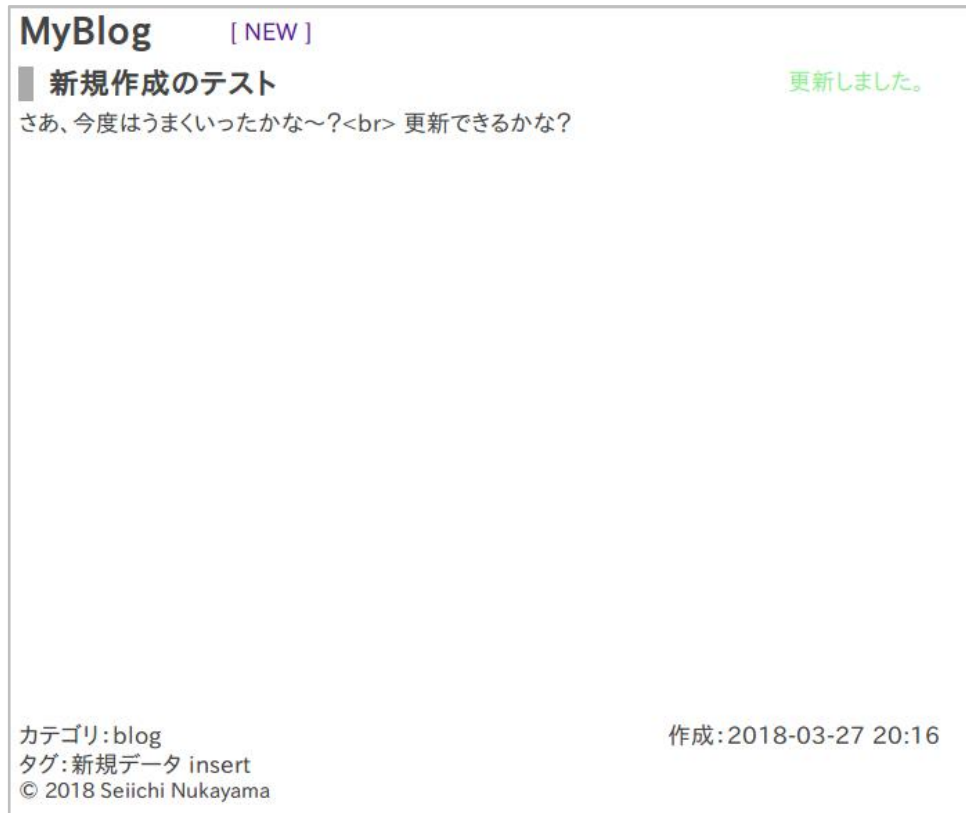 MyBlog [ NEW ]
新規作成のテスト 更新しました。
さあ、今度はうまくいったかな～?<br> 更新できるかな?
カテゴリ:blog 作成:2018-03-27 20:16
タグ:新規データ insert
© 2018 Seiichi Nukayama